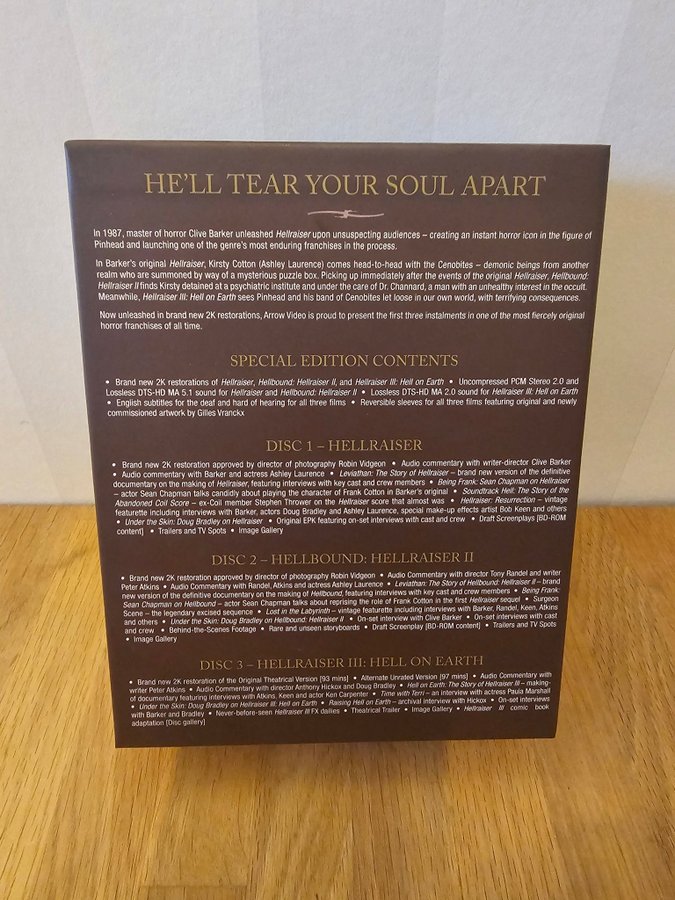 HE'LL TEAR YOUR SOUL APART
In 1987, master of horror Clive Barker unleashed Hellraiser upon unsuspecting audiences – creating an instant horror icon in the figure of
Pinhead and launching one of the genre's most enduring franchises in the process.
In Barker's original Hellraiser, Kirsty Cotton (Ashley Laurence) comes head-to-head with the Cenobites – demonic beings from another
realm who are summoned by way of a mysterious puzzle box. Picking up immediately after the events of the original Hellraiser, Hellbound:
Hellraiser II finds Kirsty detained at a psychiatric institute and under the care of Dr. Channard, a man with an unhealthy interest in the occult.
Meanwhile, Hellraiser III: Hell on Earth sees Pinhead and his band of Cenobites let loose in our own world, with terrifying consequences.
Now unleashed in brand new 2K restorations, Arrow Video is proud to present the first three instalments in one of the most fiercely original
horror franchises of all time.
SPECIAL EDITION CONTENTS
• Brand new 2K restorations of Hellraiser, Hellbound: Hellraiser II, and Hellraiser III: Hell on Earth • Uncompressed PCM Stereo 2.0 and
Lossless DTS-HD MA 5.1 sound for Hellraiser and Hellbound: Hellraiser II • Lossless DTS-HD MA 2.0 sound for Hellraiser III: Hell on Earth
• English subtitles for the deaf and hard of hearing for all three films • Reversible sleeves for all three films featuring original and newly
commissioned artwork by Gilles Vranckx
DISC 1 – HELLRAISER
• Brand new 2K restoration approved by director of photography Robin Vidgeon • Audio commentary with writer-director Clive Barker
• Audio commentary with Barker and actress Ashley Laurence • Leviathan: The Story of Hellraiser – brand new version of the definitive
documentary on the making of Hellraiser, featuring interviews with key cast and crew members • Being Frank: Sean Chapman on Hellraiser
– actor Sean Chapman talks candidly about playing the character of Frank Cotton in Barker's original • Soundtrack Hell: The Story of the
Abandoned Coil Score – ex-Coil member Stephen Thrower on the Hellraiser score that almost was • Hellraiser: Resurrection – vintage
featurette including interviews with Barker, actors Doug Bradley and Ashley Laurence, special make-up effects artist Bob Keen and others
• Under the Skin: Doug Bradley on Hellraiser • Original EPK featuring on-set interviews with cast and crew • Draft Screenplays [BD-ROM
content] • Trailers and TV Spots • Image Gallery
DISC 2 – HELLBOUND: HELLRAISER II
• Brand new 2K restoration approved by director of photography Robin Vidgeon • Audio Commentary with director Tony Randel and writer
Peter Atkins • Audio Commentary with Randel, Atkins and actress Ashley Laurence • Leviathan: The Story of Hellbound: Hellraiser II – brand
new version of the definitive documentary on the making of Hellbound, featuring interviews with key cast and crew members • Being Frank:
Sean Chapman on Hellbound – actor Sean Chapman talks about reprising the role of Frank Cotton in the first Hellraiser sequel • Surgeon
Scene – the legendary excised sequence • Lost in the Labyrinth – vintage featurette including interviews with Barker, Randel, Keen, Atkins
and others • Under the Skin: Doug Bradley on Hellbound: Hellraiser II • On-set interview with Clive Barker • On-set interviews with cast
and crew • Behind-the-Scenes Footage • Rare and unseen storyboards • Draft Screenplay [BD-ROM content] • Trailers and TV Spots
• Image Gallery
DISC 3 – HELLRAISER III: HELL ON EARTH
• Brand new 2K restoration of the Original Theatrical Version [93 mins] • Alternate Unrated Version [97 mins] • Audio Commentary with
writer Peter Atkins • Audio Commentary with director Anthony Hickox and Doug Bradley • Hell on Earth: The Story of Hellraiser III – making-
of documentary featuring interviews with Atkins, Keen and actor Ken Carpenter • Time with Terri – an interview with actress Paula Marshall
• Under the Skin: Doug Bradley on Hellraiser III: Hell on Earth • Raising Hell on Earth – archival interview with Hickox • On-set interviews
with Barker and Bradley • Never-before-seen Hellraiser III FX dailies • Theatrical Trailer • Image Gallery • Hellraiser III comic book
adaptation [Disc gallery]